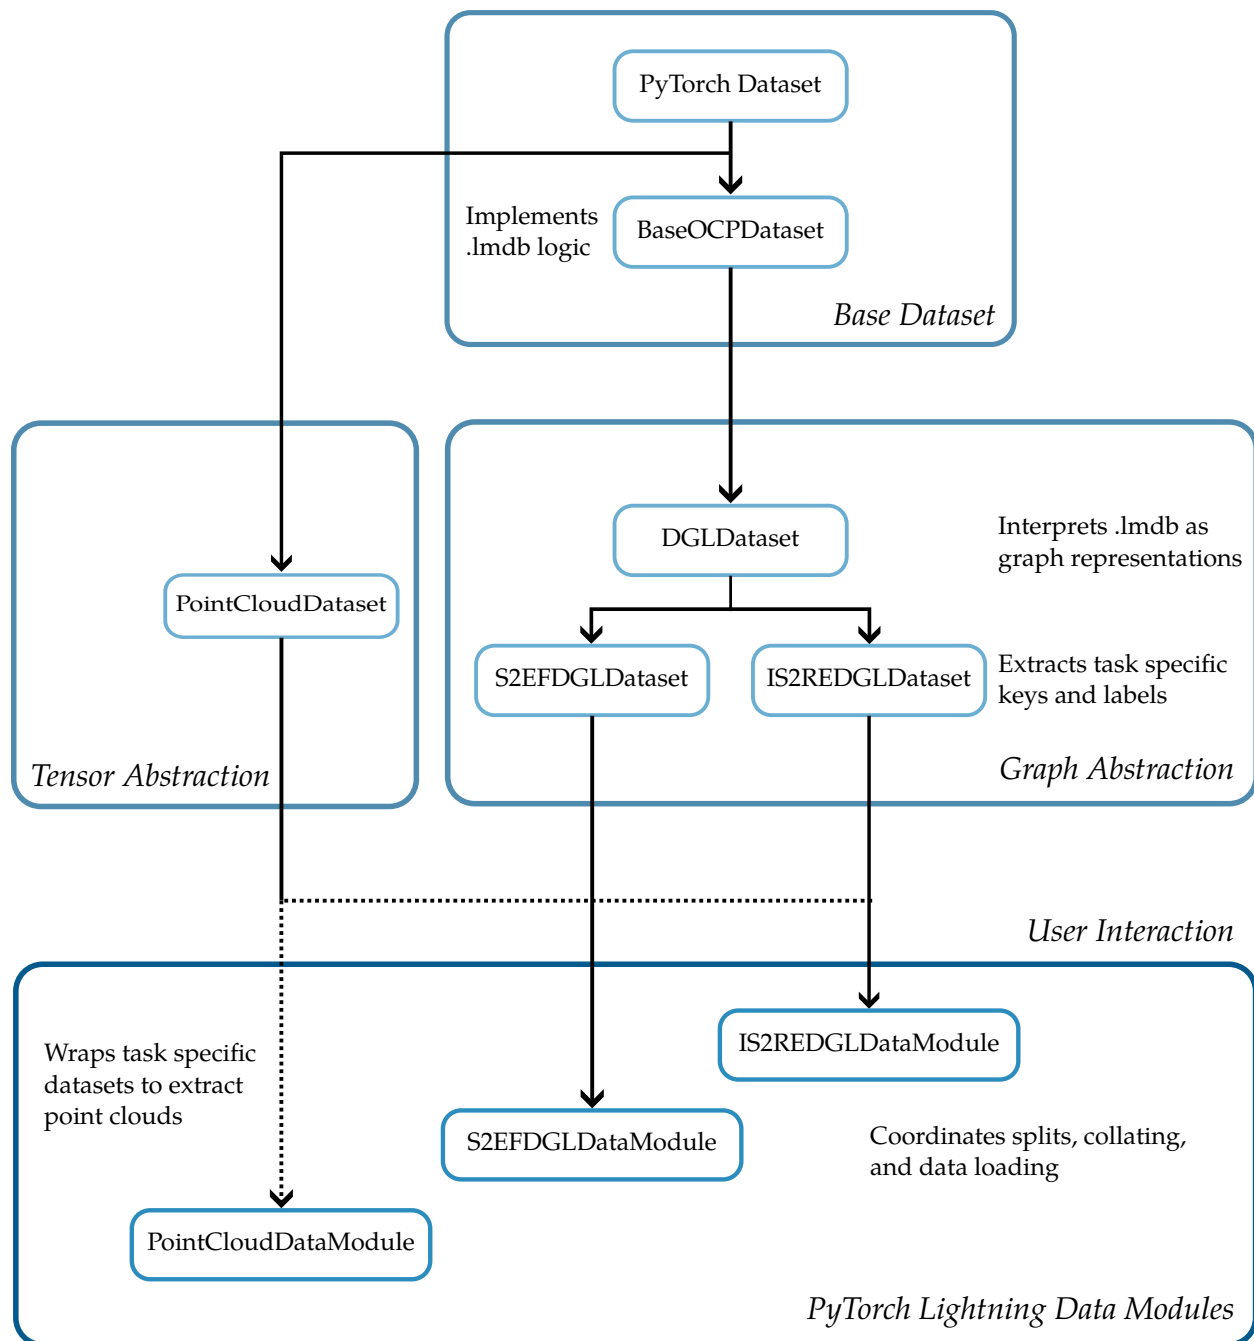 PyTorch Dataset
Implements
.lmdb logic
BaseOCPDataset
Base Dataset
DGLDataset
Interprets .lmdb as
graph representations
PointCloudDataset
S2EFDGLDataset
IS2REDGLDataset
Extracts task specific
keys and labels
Tensor Abstraction
Graph Abstraction
User Interaction
Wraps task specific
datasets to extract
point clouds
IS2REDGLDataModule
S2EFDGLDataModule
Coordinates splits, collating,
and data loading
PointCloudDataModule
PyTorch Lightning Data Modules